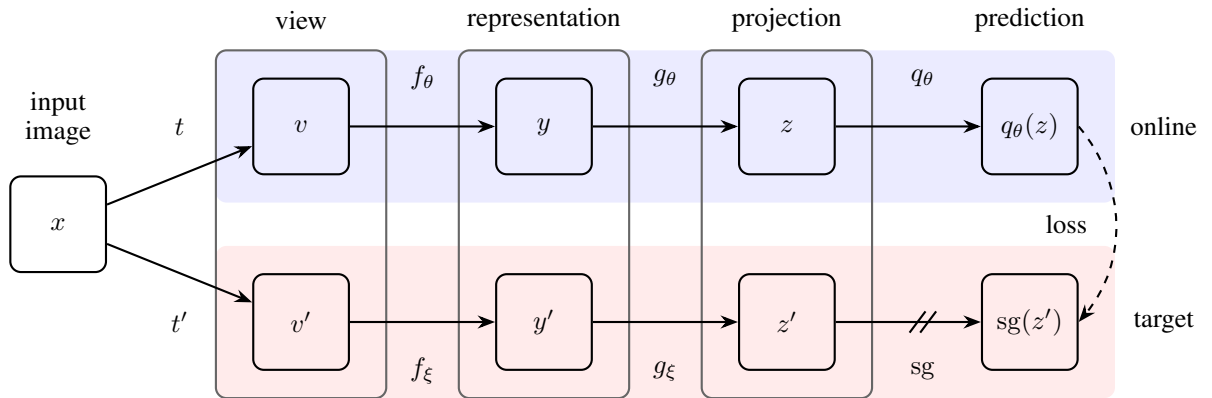 view representation projection prediction
input
image
f_θ g_θ q_θ
t v y z q_θ(z) online
x loss
t′ v′ y′ z′ sg(z′) target
f_ξ g_ξ sg